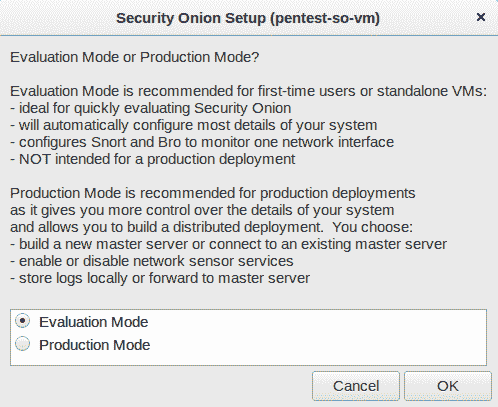 Security Onion Setup (pentest-so-vm)
Evaluation Mode or Production Mode?
Evaluation Mode is recommended for first-time users or standalone VMs:
- ideal for quickly evaluating Security Onion
- will automatically configure most details of your system
- configures Snort and Bro to monitor one network interface
- NOT intended for a production deployment
Production Mode is recommended for production deployments
as it gives you more control over the details of your system
and allows you to build a distributed deployment.  You choose:
- build a new master server or connect to an existing master server
- enable or disable network sensor services
- store logs locally or forward to master server
Evaluation Mode
Production Mode
Cancel OK